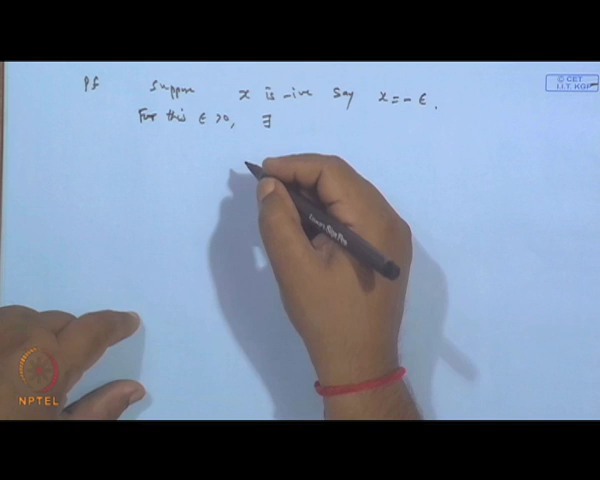 Pf Suppose x is -ive say x = - ε.
For this ε > 0, ∃
© CET
I.I.T. KGP
NPTEL